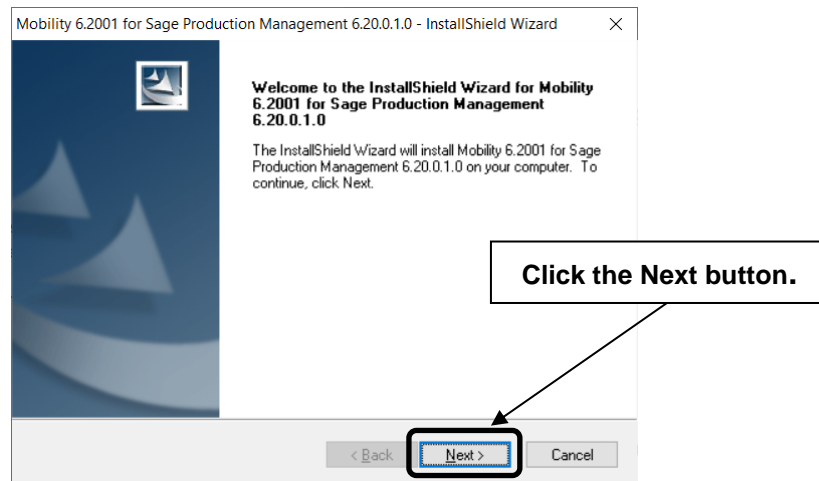 Mobility 6.2001 for Sage Production Management 6.20.0.1.0 - InstallShield Wizard
Welcome to the InstallShield Wizard for Mobility
6.2001 for Sage Production Management
6.20.0.1.0
The InstallShield Wizard will install Mobility 6.2001 for Sage
Production Management 6.20.0.1.0 on your computer. To
continue, click Next.
Click the Next button.
< Back
Next >
Cancel